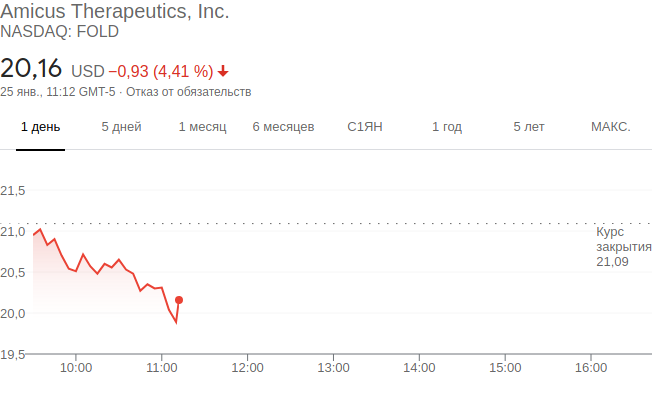 Amicus Therapeutics, Inc.
NASDAQ: FOLD
20,16 USD −0,93 (4,41 %)
25 янв., 11:12 GMT-5 · Отказ от обязательств
1 день 5 дней 1 месяц 6 месяцев С1ЯН 1 год 5 лет МАКС.
21,5
21,0
20,5
20,0
19,5
Курс
закрытия
21,09
10:00 11:00 12:00 13:00 14:00 15:00 16:00